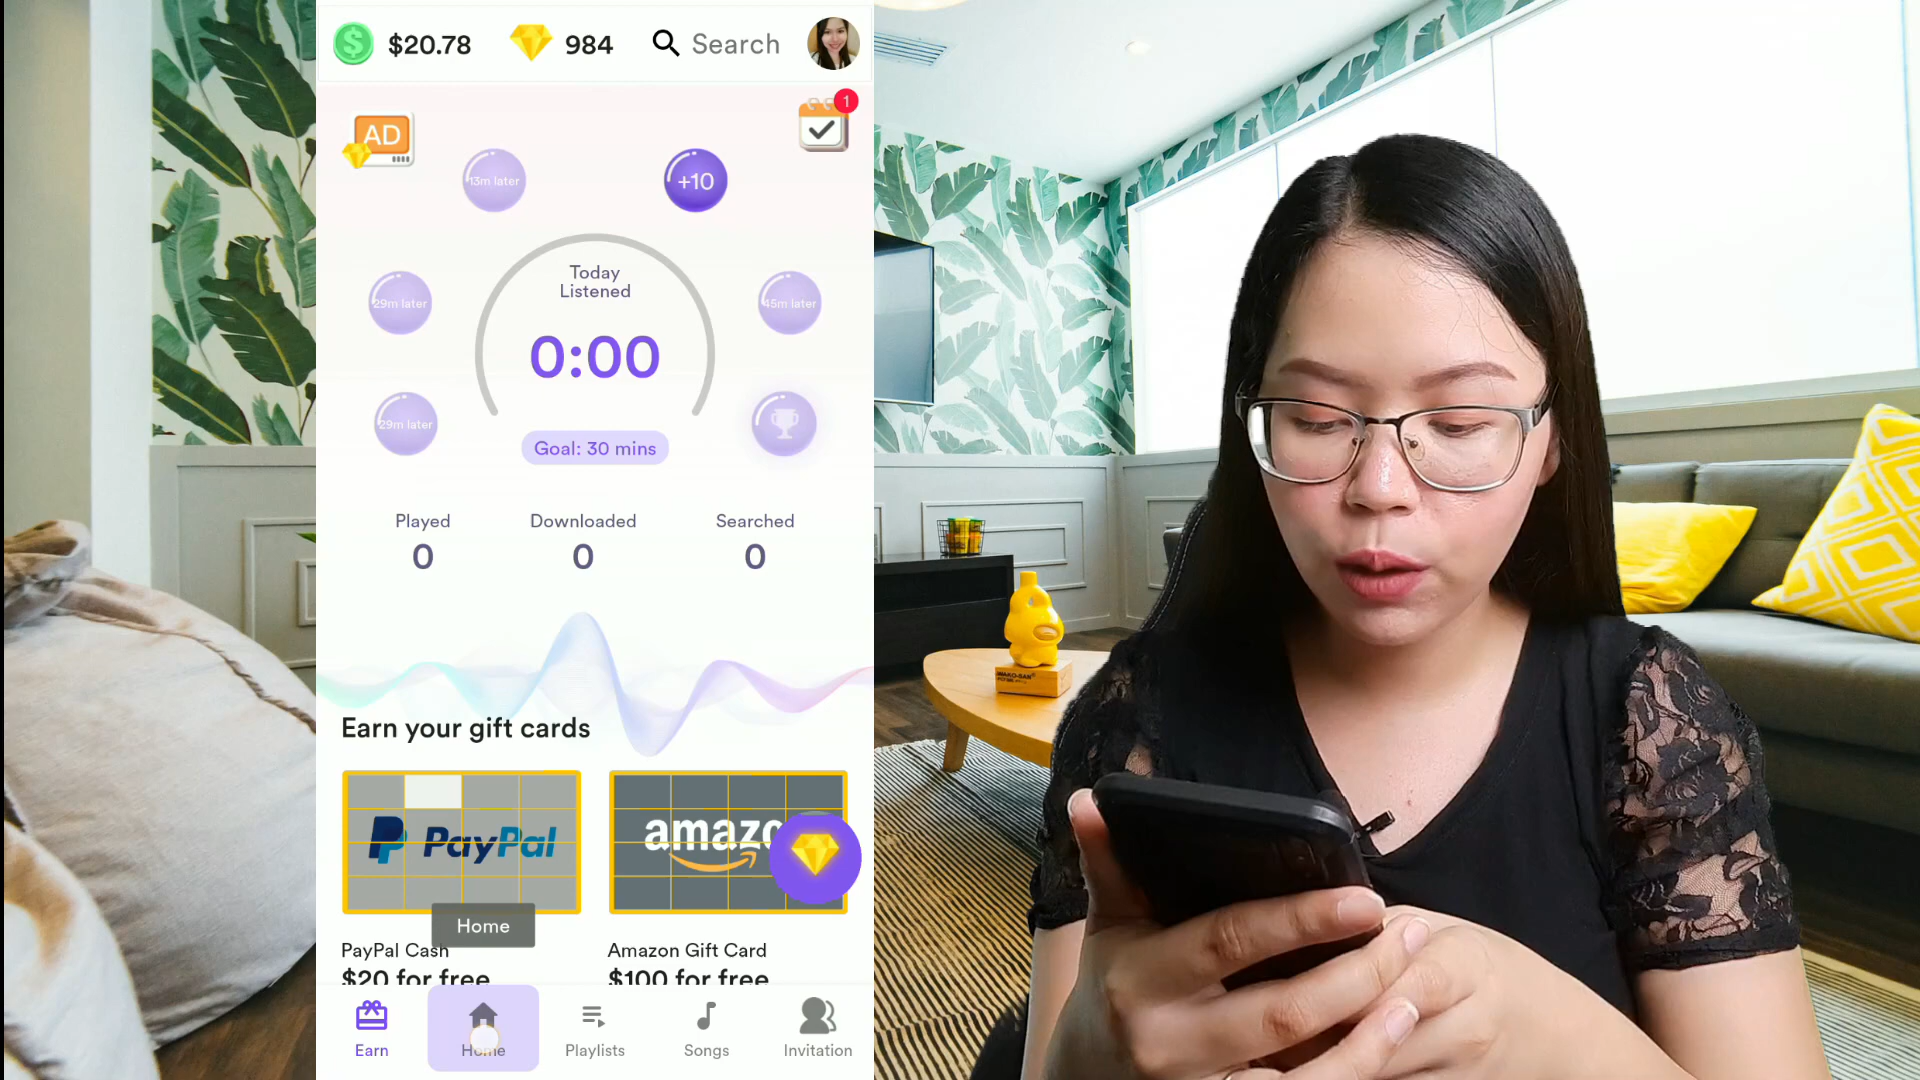 $20.78
984
Search
AD
1
13m later
+10
29m later
45m later
Today
Listened
0:00
29m later
Goal: 30 mins
Played
Downloaded
Searched
0
0
0
Earn your gift cards
PayPal
Home
PayPal Cash
Amazon Gift Card
$20 for free
$100 for free
Earn
Home
Playlists
Songs
Invitation